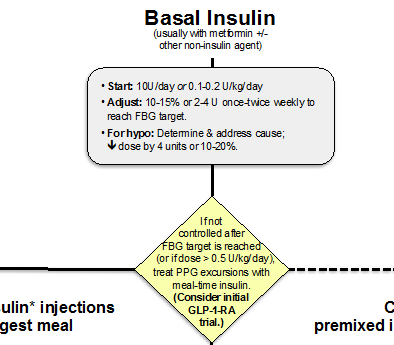 Basal Insulin
(usually with metformin +/-
other non-insulin agent)
• Start: 10U/day or 0.1-0.2 U/kg/day
• Adjust: 10-15% or 2-4 U once-twice weekly to
reach FBG target.
• For hypo: Determine & address cause;
🡻 dose by 4 units or 10-20%.
If not
controlled after
FBG target is reached
(or if dose > 0.5 U/kg/day),
treat PPG excursions with
meal-time insulin.
(Consider initial
GLP-1-RA
trial.)
sulin* injections
gest meal
C
premixed i